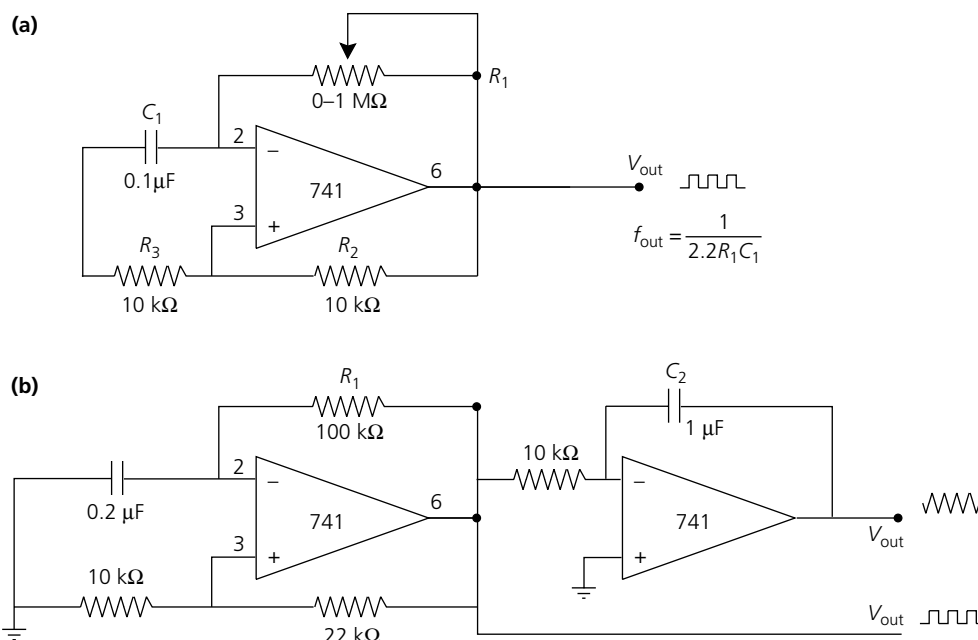 (a)
R1
0–1 MΩ
C1
2
–
6
Vout
0.1μF
741
3
+
fout = 1/2.2R1C1
R3
R2
10 kΩ
10 kΩ
(b)
R1
C2
100 kΩ
1 μF
10 kΩ
2
–
–
6
0.2 μF
741
741
Vout
3
+
+
10 kΩ
Vout
22 kΩ